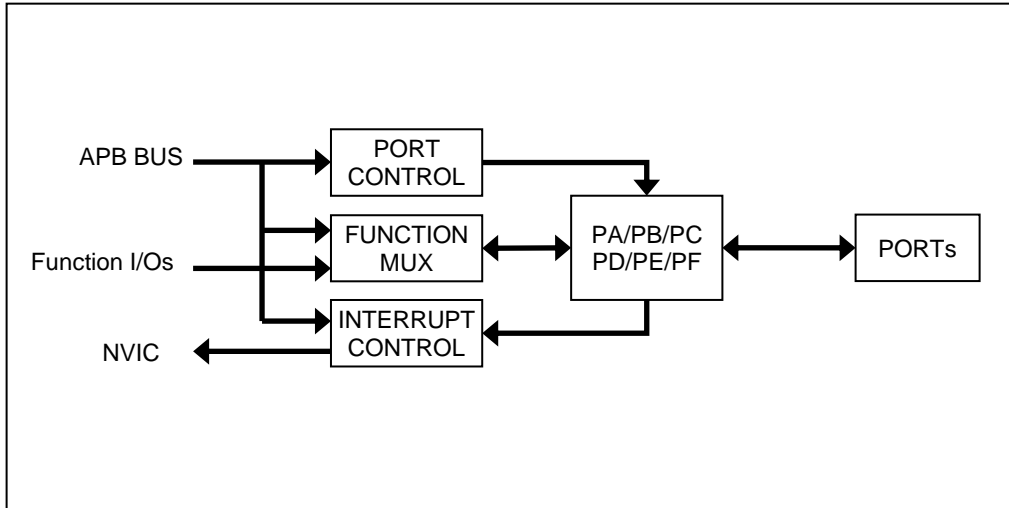 APB BUS
PORT
CONTROL
Function I/Os
FUNCTION
MUX
NVIC
INTERRUPT
CONTROL
PA/PB/PC
PD/PE/PF
PORTs